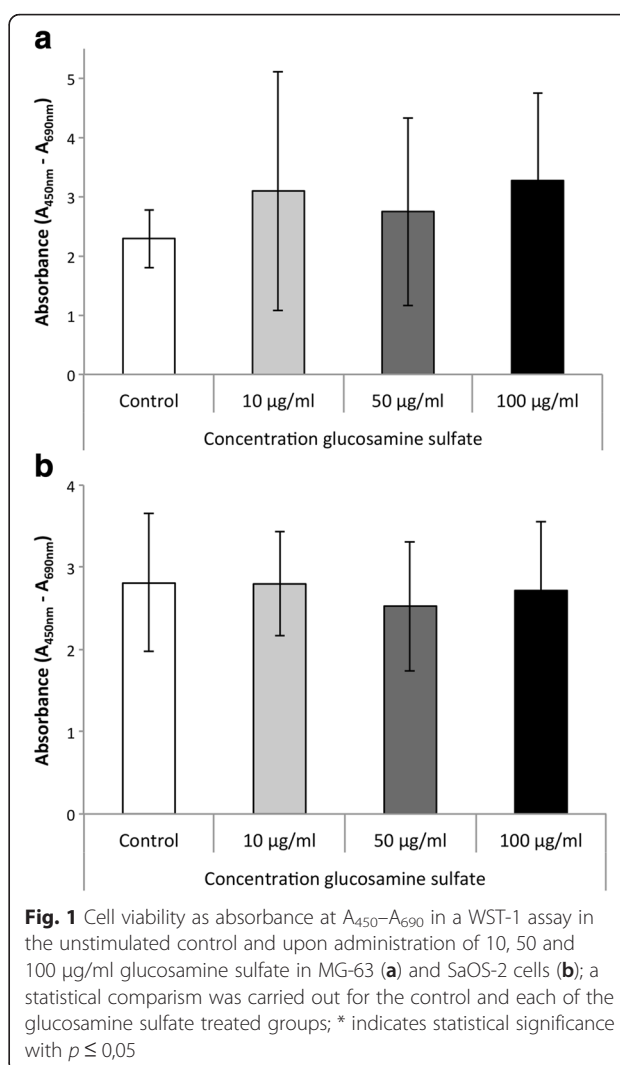 a
Absorbance (A450nm - A690nm)
5
4
3
2
1
0
Control 10 µg/ml 50 µg/ml 100 µg/ml
Concentration glucosamine sulfate
b
Absorbance (A450nm - A690nm)
4
3
2
1
0
Control 10 µg/ml 50 µg/ml 100 µg/ml
Concentration glucosamine sulfate
Fig. 1 Cell viability as absorbance at A450–A690 in a WST-1 assay in
the unstimulated control and upon administration of 10, 50 and
100 µg/ml glucosamine sulfate in MG-63 (a) and SaOS-2 cells (b); a
statistical comparism was carried out for the control and each of the
glucosamine sulfate treated groups; * indicates statistical significance
with p ≤ 0,05